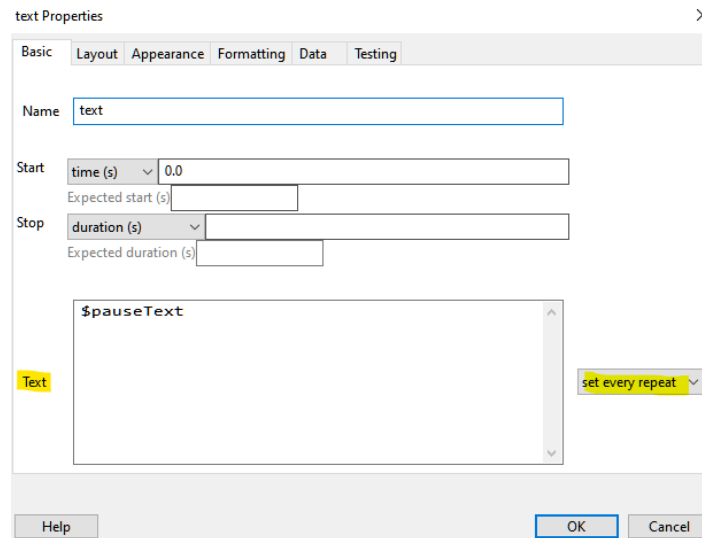 text Properties
Basic Layout Appearance Formatting Data Testing
Name text
Start time (s) 0.0
Expected start (s)
Stop duration (s)
Expected duration (s)
$pauseText
Text set every repeat
Help OK Cancel